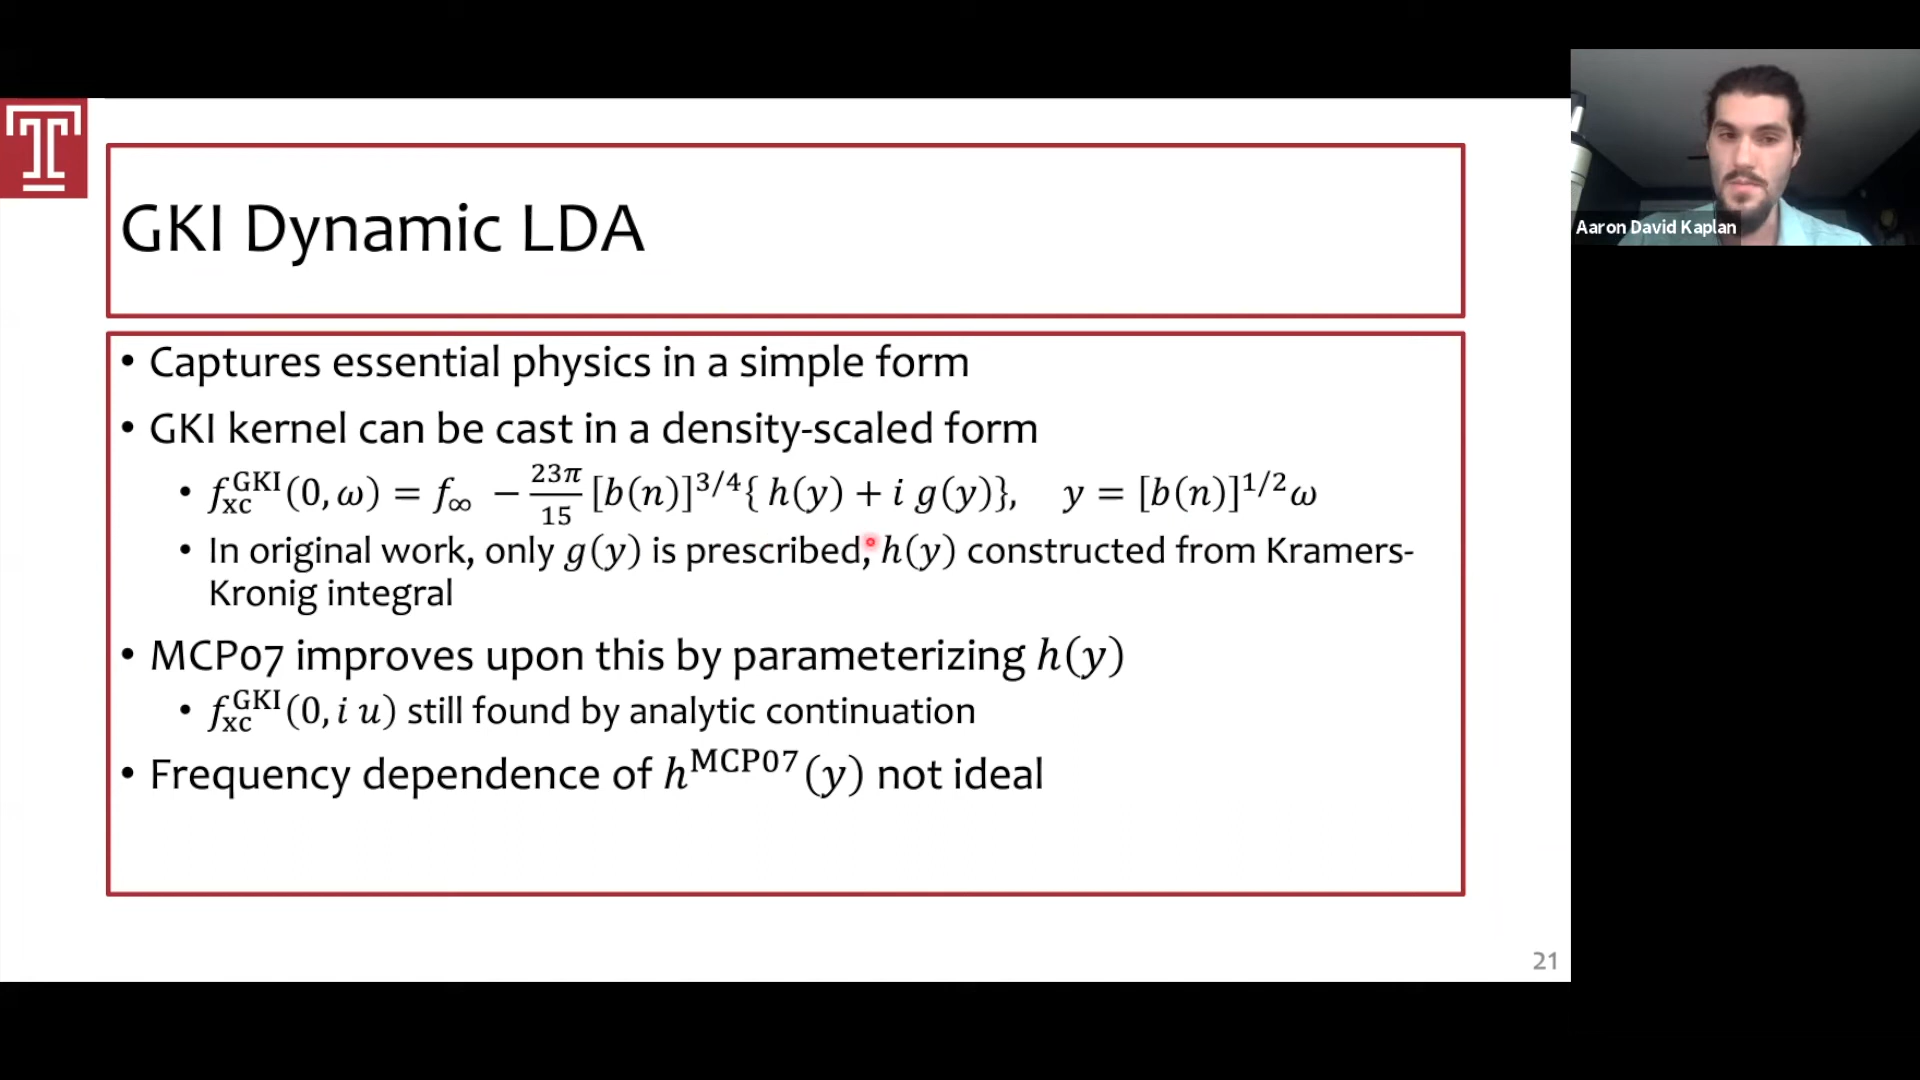 T
Aaron David Kaplan
GKI Dynamic LDA
• Captures essential physics in a simple form
• GKI kernel can be cast in a density-scaled form
• f_xc^GKI(0, ω) = f_∞ − 23π/15 [b(n)]^3/4{ h(y) + i g(y)}, y = [b(n)]^1/2 ω
• In original work, only g(y) is prescribed, h(y) constructed from Kramers-
Kronig integral
• MCP07 improves upon this by parameterizing h(y)
• f_xc^GKI(0, i u) still found by analytic continuation
• Frequency dependence of h^MCP07(y) not ideal
21